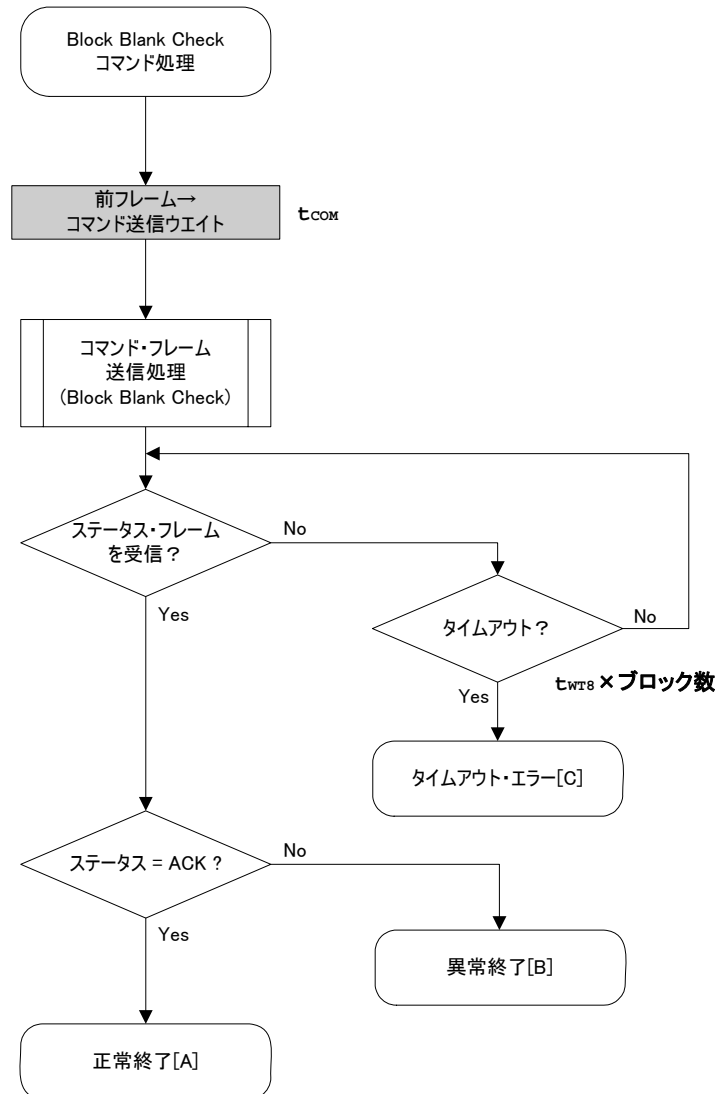 Block Blank Check
コマンド処理
前フレーム→
コマンド送信ウエイト
tCOM
コマンド・フレーム
送信処理
(Block Blank Check)
ステータス・フレーム
を受信？
No
Yes
タイムアウト？
No
Yes
tWT8×ブロック数
タイムアウト・エラー[C]
ステータス = ACK ?
No
Yes
異常終了[B]
正常終了[A]